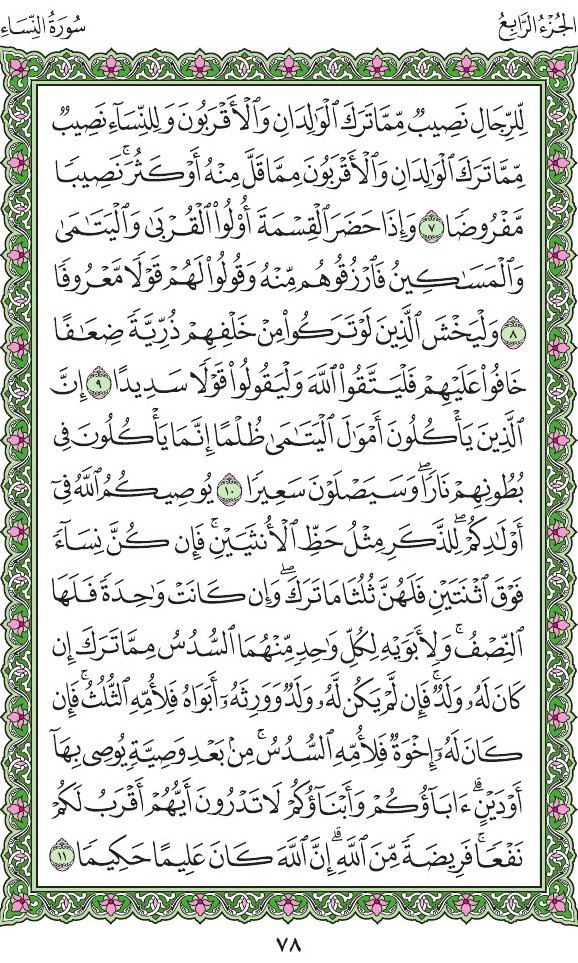 الجُزْءُ الرَّابِعُ
سُورَةُ النِّسَاءِ
لِّلرِّجَالِ نَصِيبٌ مِّمَّا تَرَكَ ٱلْوَٰلِدَانِ وَٱلْأَقْرَبُونَ وَلِلنِّسَآءِ نَصِيبٌ
مِّمَّا تَرَكَ ٱلْوَٰلِدَانِ وَٱلْأَقْرَبُونَ مِمَّا قَلَّ مِنْهُ أَوْ كَثُرَ ۚ نَصِيبًا
مَّفْرُوضًا ٧ وَإِذَا حَضَرَ ٱلْقِسْمَةَ أُو۟لُوا۟ ٱلْقُرْبَىٰ وَٱلْيَتَٰمَىٰ
وَٱلْمَسَٰكِينُ فَٱرْزُقُوهُم مِّنْهُ وَقُولُوا۟ لَهُمْ قَوْلًا مَّعْرُوفًا
٨ وَلْيَخْشَ ٱلَّذِينَ لَوْ تَرَكُوا۟ مِنْ خَلْفِهِمْ ذُرِّيَّةً ضِعَٰفًا
خَافُوا۟ عَلَيْهِمْ فَلْيَتَّقُوا۟ ٱللَّهَ وَلْيَقُولُوا۟ قَوْلًا سَدِيدًا ٩ إِنَّ
ٱلَّذِينَ يَأْكُلُونَ أَمْوَٰلَ ٱلْيَتَٰمَىٰ ظُلْمًا إِنَّمَا يَأْكُلُونَ فِى
بُطُونِهِمْ نَارًا ۖ وَسَيَصْلَوْنَ سَعِيرًا ١٠ يُوصِيكُمُ ٱللَّهُ فِىٓ
أَوْلَٰدِكُمْ ۖ لِلذَّكَرِ مِثْلُ حَظِّ ٱلْأُنثَيَيْنِ ۚ فَإِن كُنَّ نِسَآءً
فَوْقَ ٱثْنَتَيْنِ فَلَهُنَّ ثُلُثَا مَا تَرَكَ ۖ وَإِن كَانَتْ وَٰحِدَةً فَلَهَا
ٱلنِّصْفُ ۚ وَلِأَبَوَيْهِ لِكُلِّ وَٰحِدٍ مِّنْهُمَا ٱلسُّدُسُ مِمَّا تَرَكَ إِن
كَانَ لَهُۥ وَلَدٌ ۚ فَإِن لَّمْ يَكُن لَّهُۥ وَلَدٌ وَوَرِثَهُۥٓ أَبَوَاهُ فَلِأُمِّهِ ٱلثُّلُثُ ۚ فَإِن
كَانَ لَهُۥٓ إِخْوَةٌ فَلِأُمِّهِ ٱلسُّدُسُ ۚ مِنۢ بَعْدِ وَصِيَّةٍ يُوصِى بِهَآ
أَوْ دَيْنٍ ۗ ءَابَآؤُكُمْ وَأَبْنَآؤُكُمْ لَا تَدْرُونَ أَيُّهُمْ أَقْرَبُ لَكُمْ
نَفْعًا ۚ فَرِيضَةً مِّنَ ٱللَّهِ ۗ إِنَّ ٱللَّهَ كَانَ عَلِيمًا حَكِيمًا ١١
٧٨